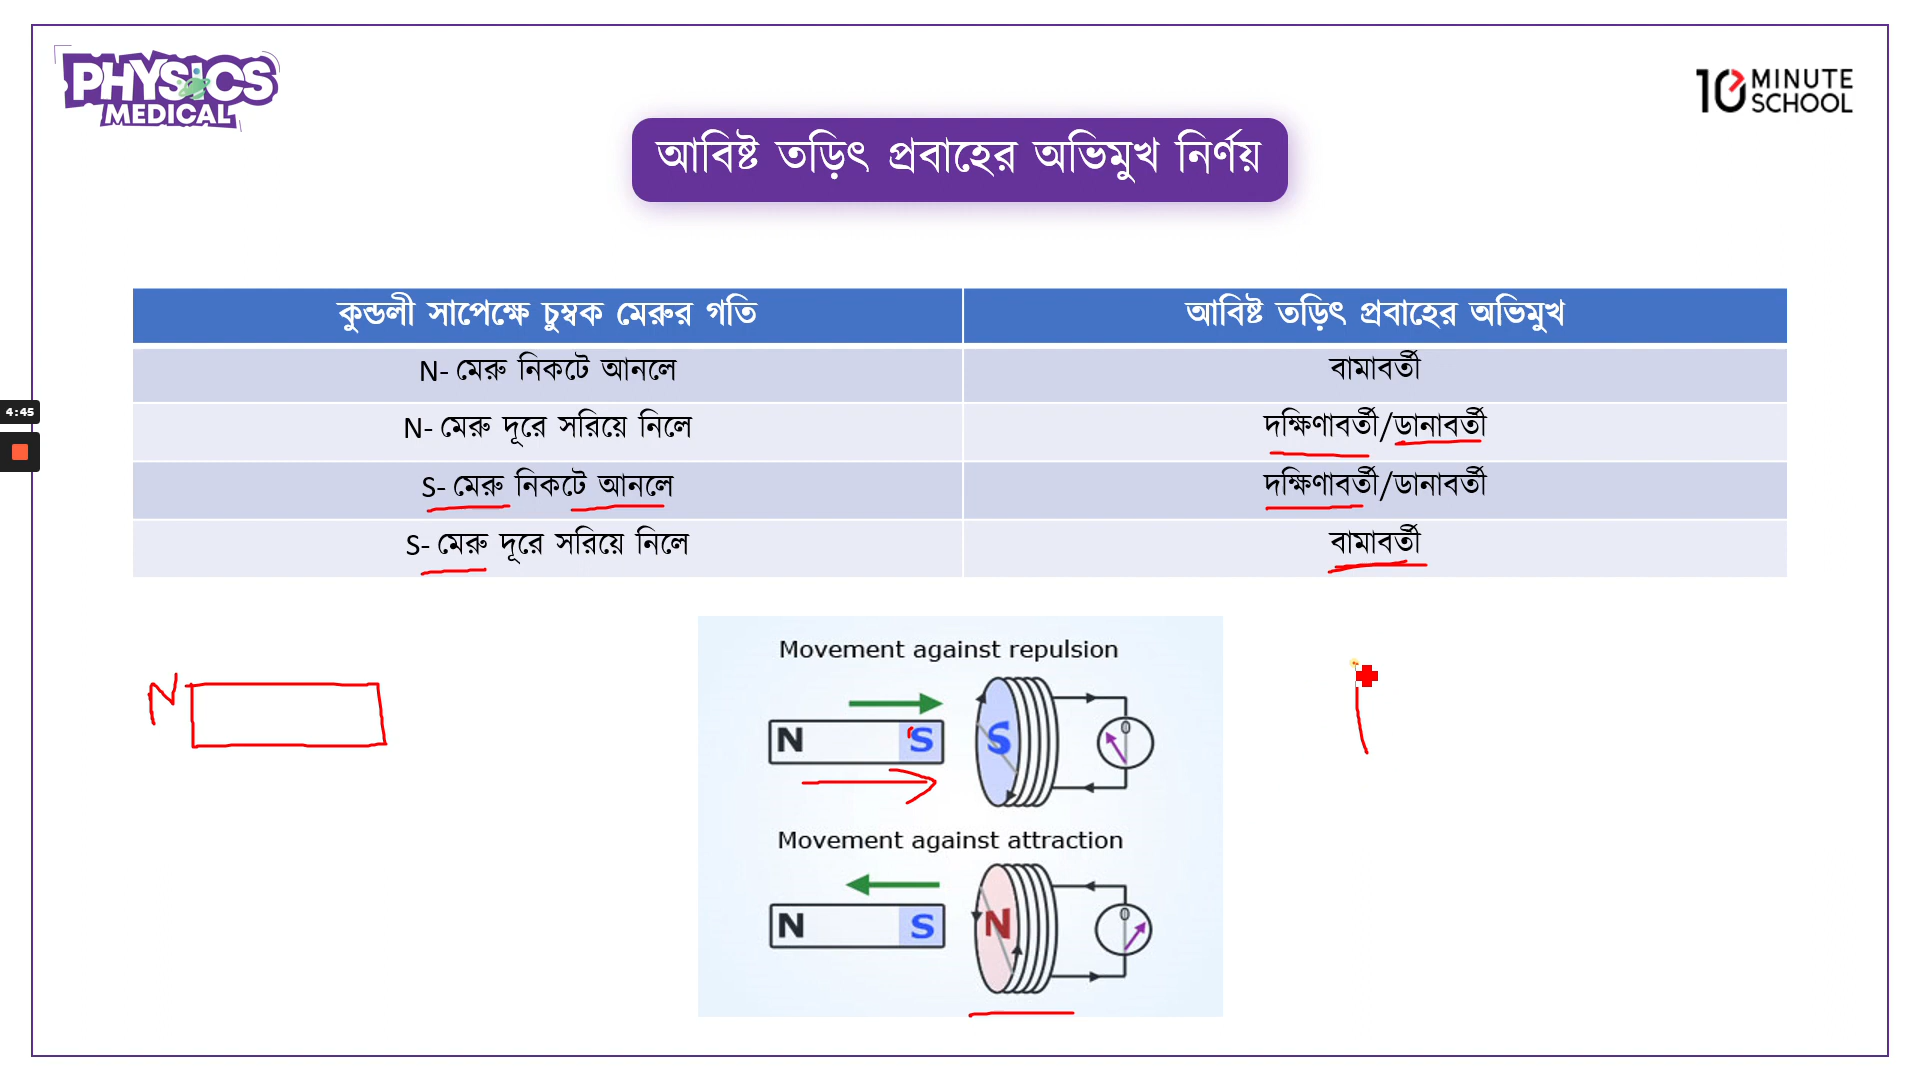 PHYSICS
MEDICAL
10 MINUTE
SCHOOL
আবিষ্ট তড়িৎ প্রবাহের অভিমুখ নির্ণয়
কুন্ডলী সাপেক্ষে চুম্বক মেরুর গতি
আবিষ্ট তড়িৎ প্রবাহের অভিমুখ
N- মেরু নিকটে আনলে
বামাবর্তী
N- মেরু দূরে সরিয়ে নিলে
দক্ষিণাবর্তী/ডানাবর্তী
S- মেরু নিকটে আনলে
দক্ষিণাবর্তী/ডানাবর্তী
S- মেরু দূরে সরিয়ে নিলে
বামাবর্তী
4:45
N
Movement against repulsion
N S S 0
Movement against attraction
N S N 0